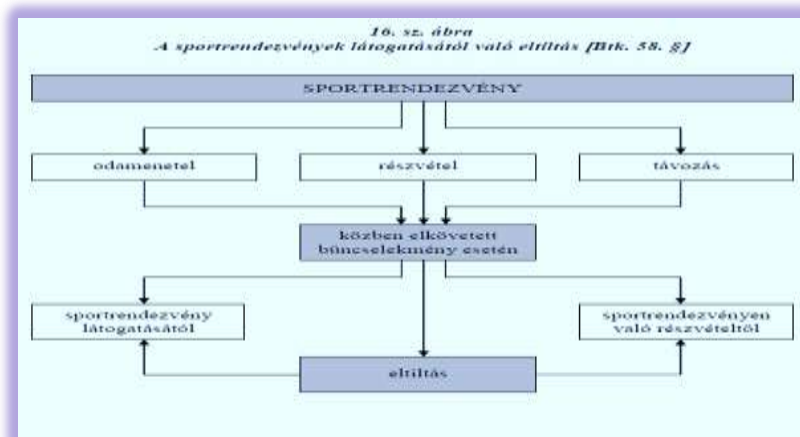 16. sz. ábra
A sportrendezvények látogatásától való eltiltás [Btk. 58. §]
SPORTRENDEZVÉNY
odamenetel
részvétel
távozás
közben elkövetett
bűncselekmény esetén
sportrendezvény
látogatásától
sportrendezvényen
való részvételtől
eltiltás